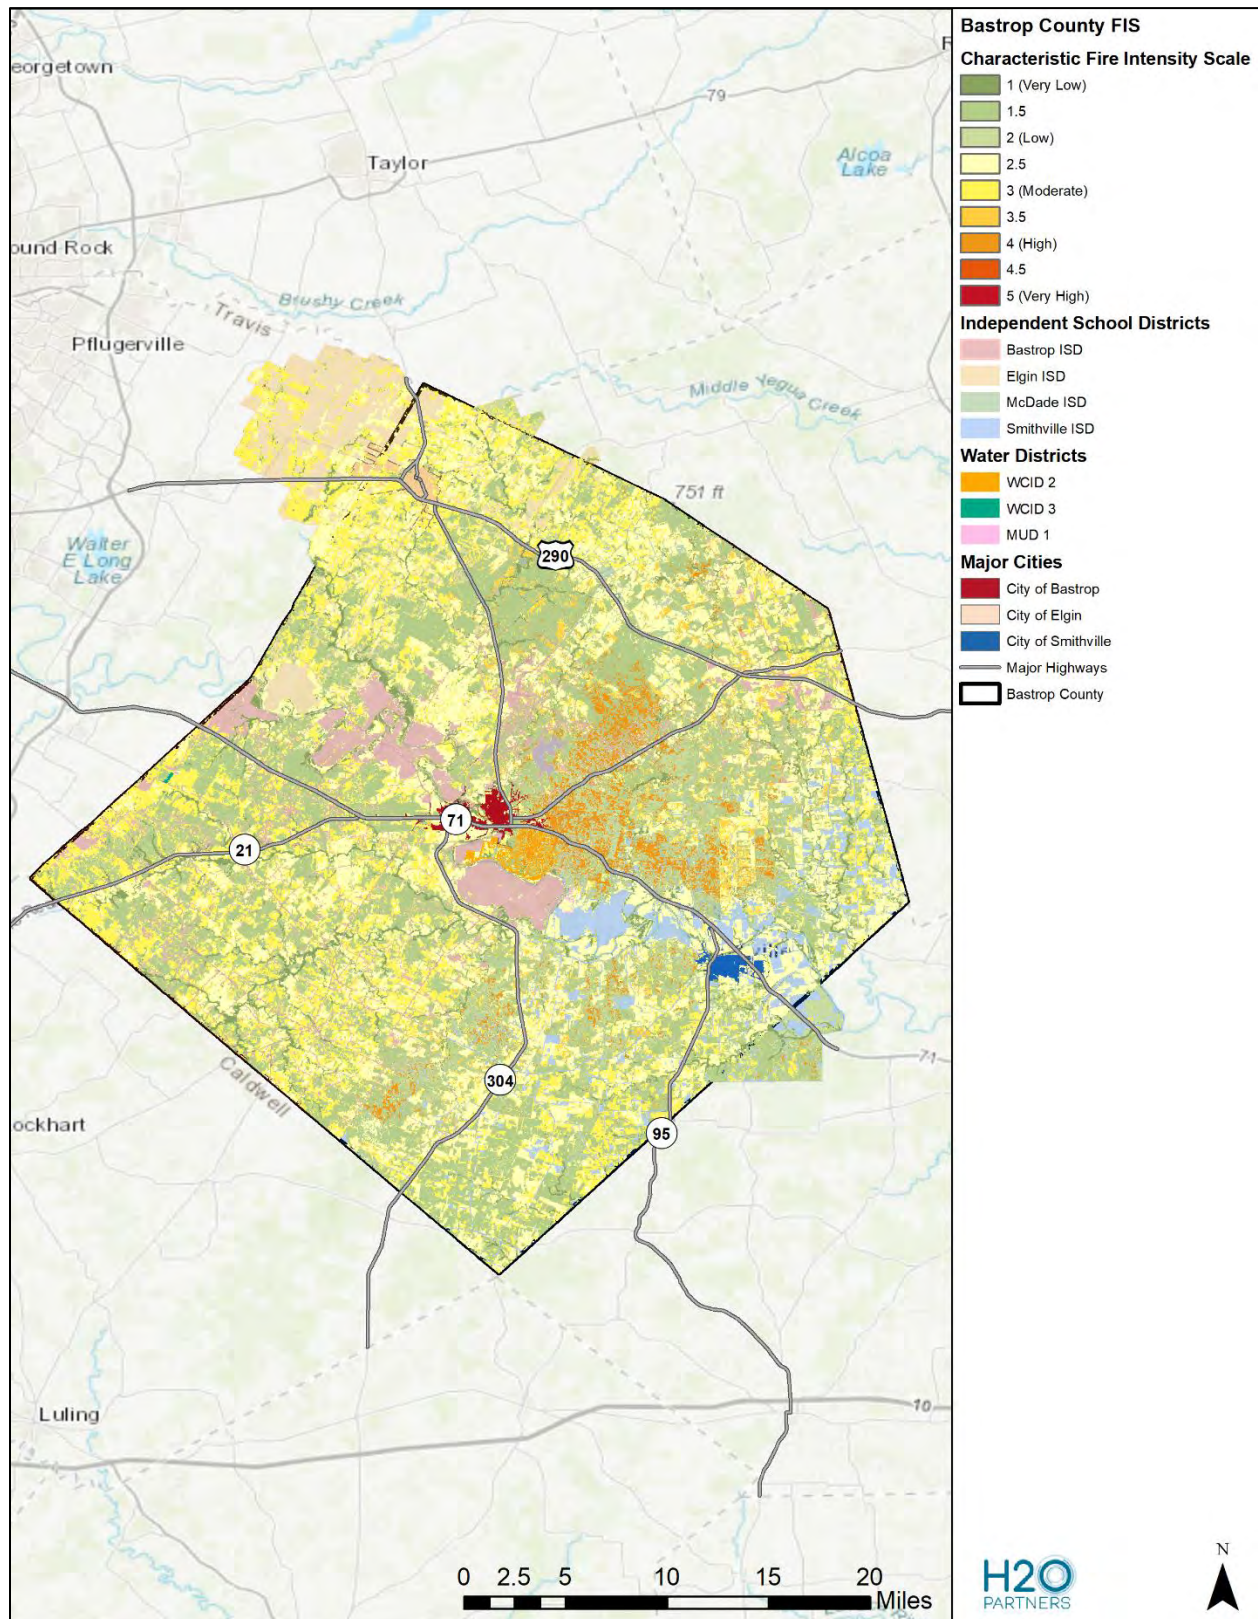 eorgetown
79
Taylor
Alcoa
Lake
ound Rock
Brushy Creek
Travis
Pflugerville
Middle Yegua Creek
751 ft
Walter
E Long
Lake
290
71
21
304
95
71
Caldwell
ockhart
Luling
10
0 2.5 5 10 15 20
Miles
Bastrop County FIS
Characteristic Fire Intensity Scale
1 (Very Low)
1.5
2 (Low)
2.5
3 (Moderate)
3.5
4 (High)
4.5
5 (Very High)
Independent School Districts
Bastrop ISD
Elgin ISD
McDade ISD
Smithville ISD
Water Districts
WCID 2
WCID 3
MUD 1
Major Cities
City of Bastrop
City of Elgin
City of Smithville
Major Highways
Bastrop County
H2O
PARTNERS
N